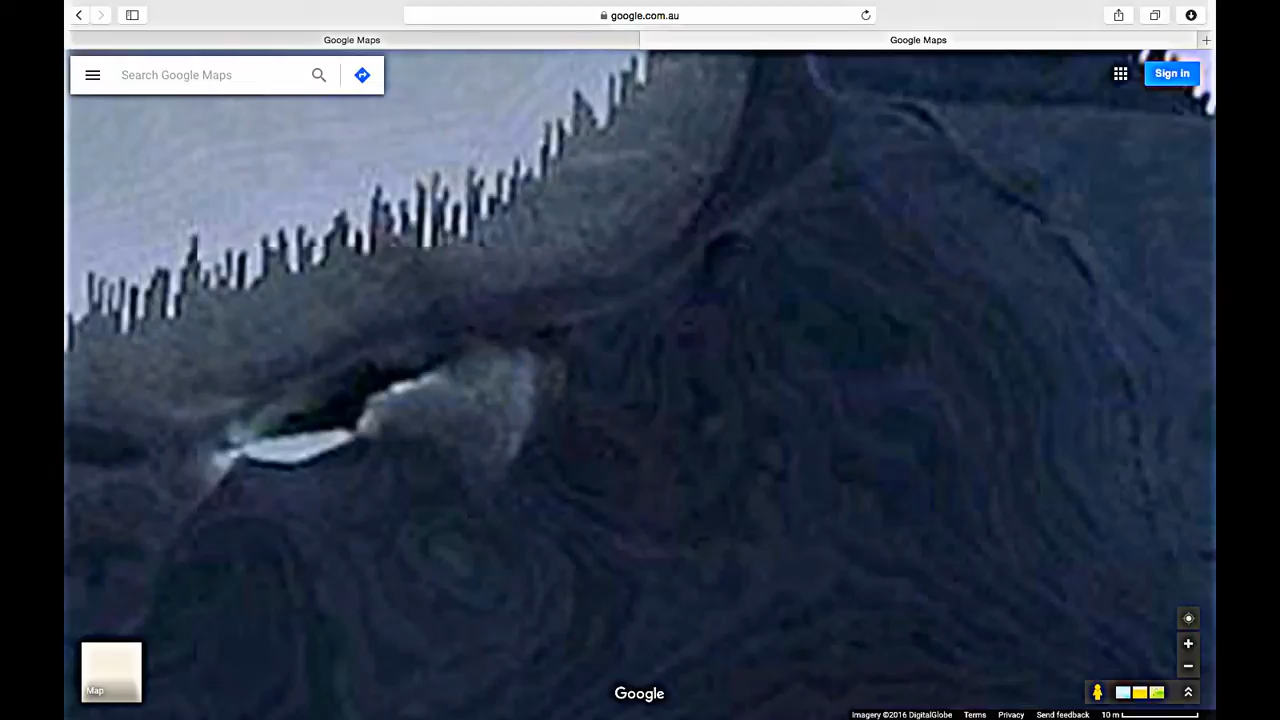 google.com.au
Google Maps
Google Maps
Search Google Maps
Sign in
Map
Google
Imagery ©2016 DigitalGlobe Terms Privacy Send feedback 10 m